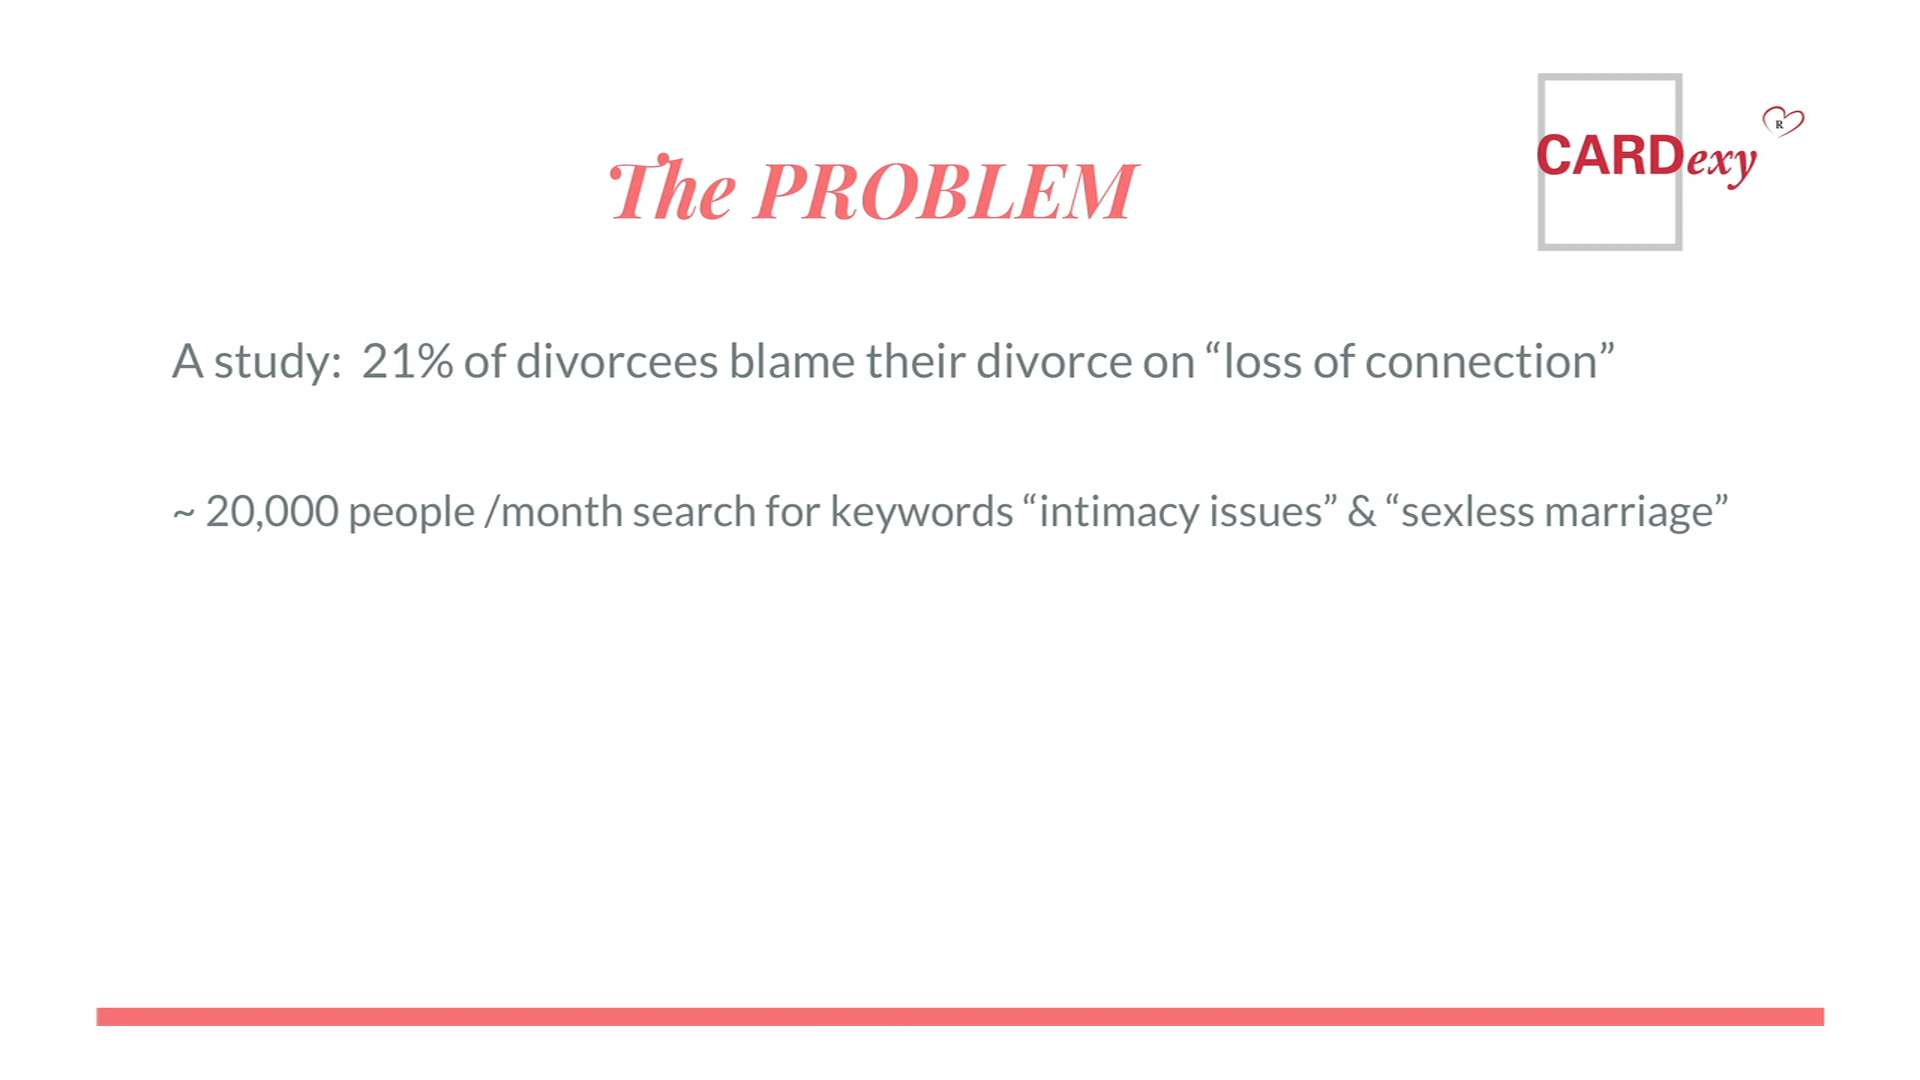 The PROBLEM
CARDexy
R
A study: 21% of divorcees blame their divorce on “loss of connection”
~ 20,000 people /month search for keywords “intimacy issues” & “sexless marriage”